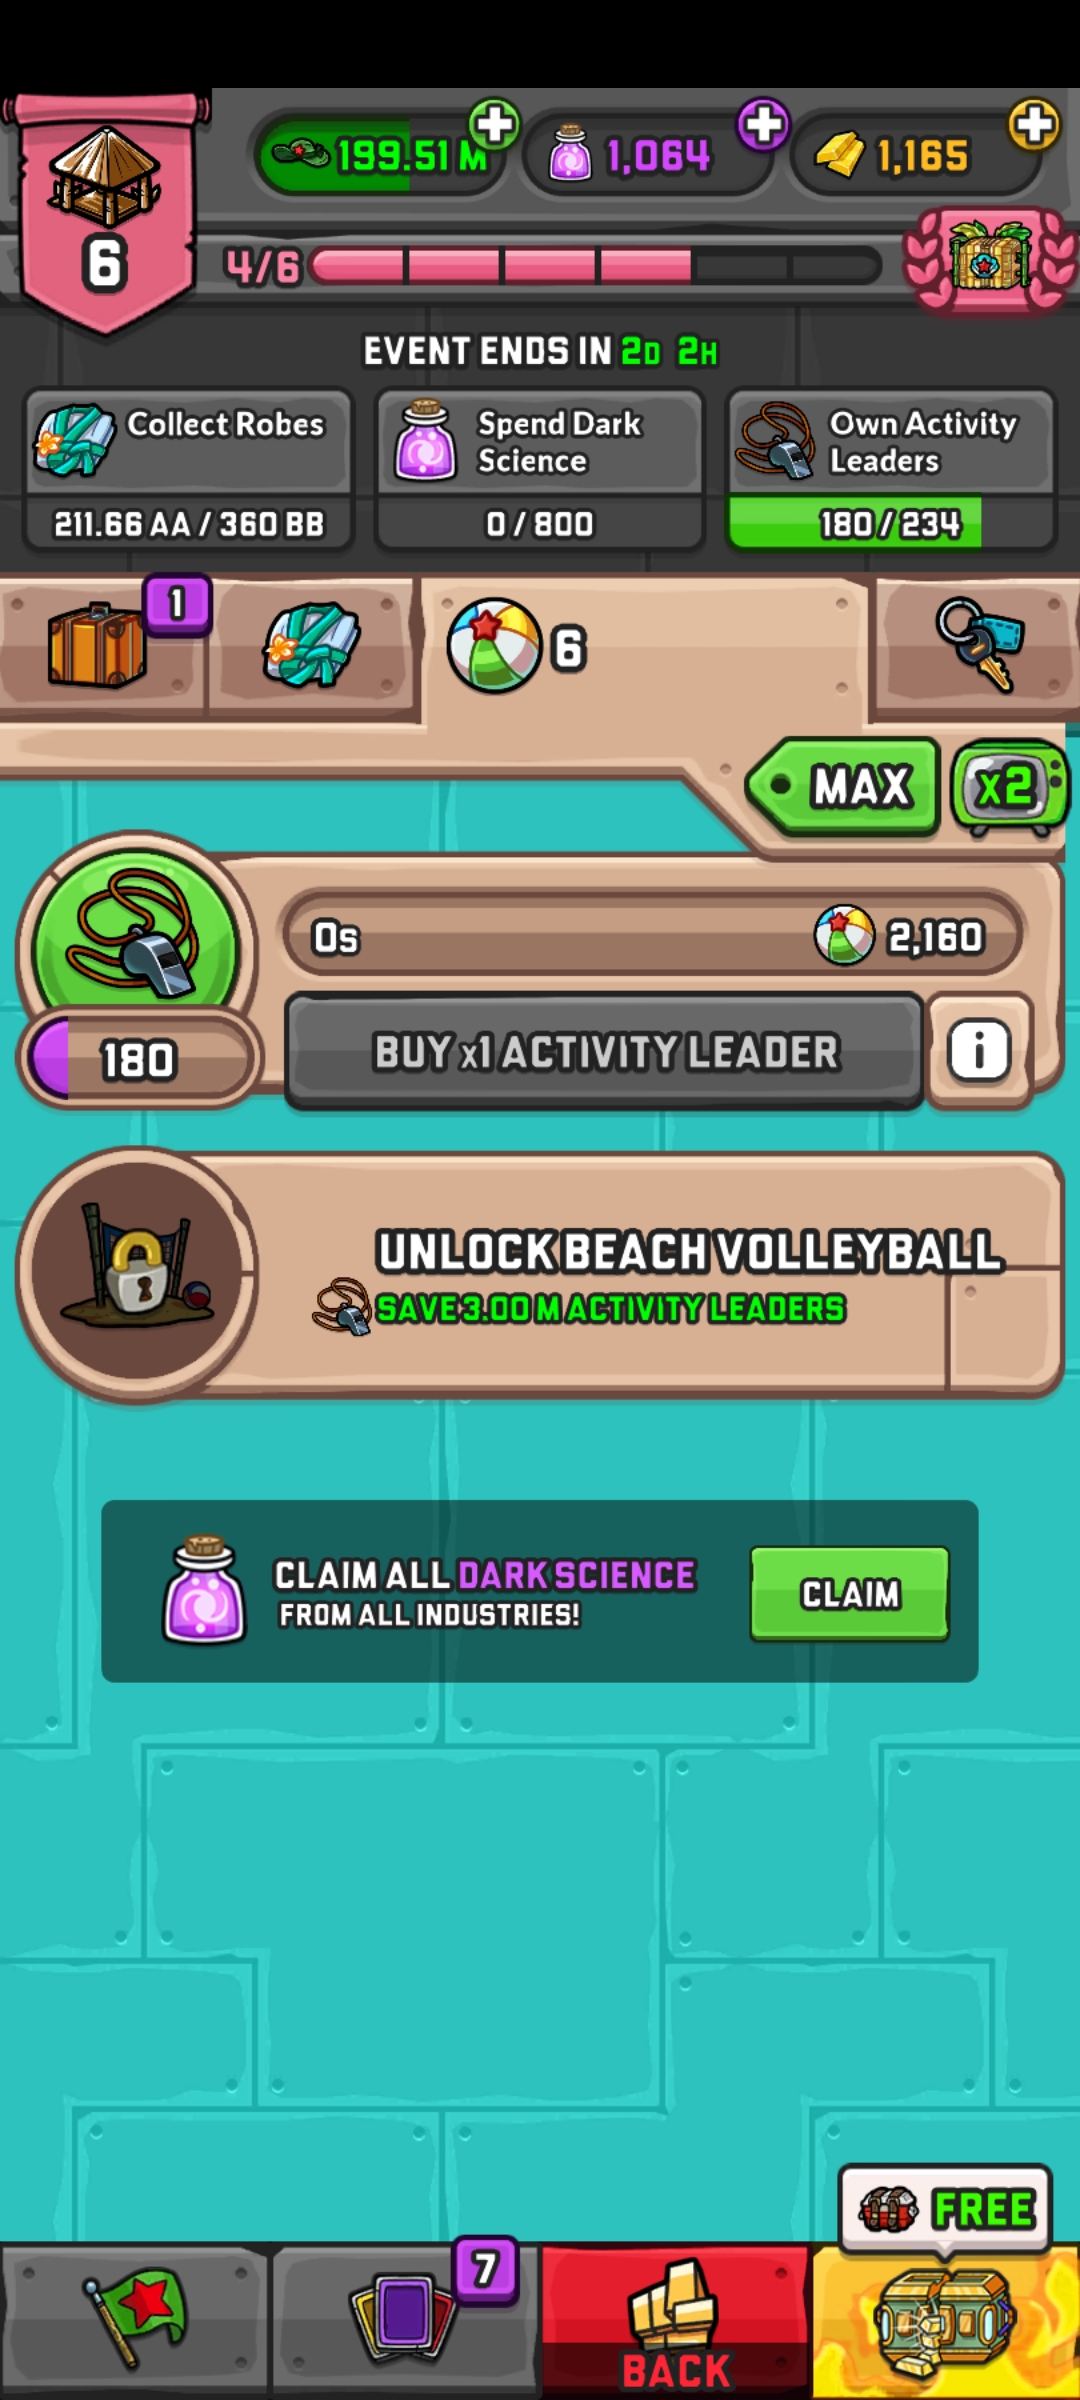 199.51 M
1,064
1,165
6
4/6
EVENT ENDS IN 2D 2H
Collect Robes
211.66 AA / 360 BB
Spend Dark
Science
0 / 800
Own Activity
Leaders
180 / 234
1
6
MAX
x2
0s
2,160
180
BUY x1 ACTIVITY LEADER
i
UNLOCK BEACH VOLLEYBALL
SAVE 3.00 M ACTIVITY LEADERS
CLAIM ALL DARK SCIENCE
FROM ALL INDUSTRIES!
CLAIM
FREE
7
BACK